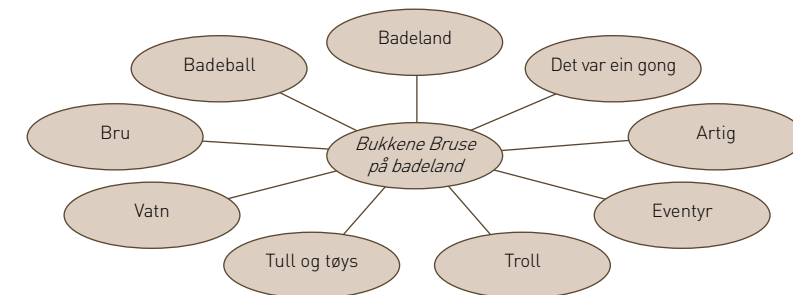 Badeland
Badeball
Det var ein gong
Bru
Bukkene Bruse
på badeland
Artig
Vatn
Eventyr
Tull og tøys
Troll